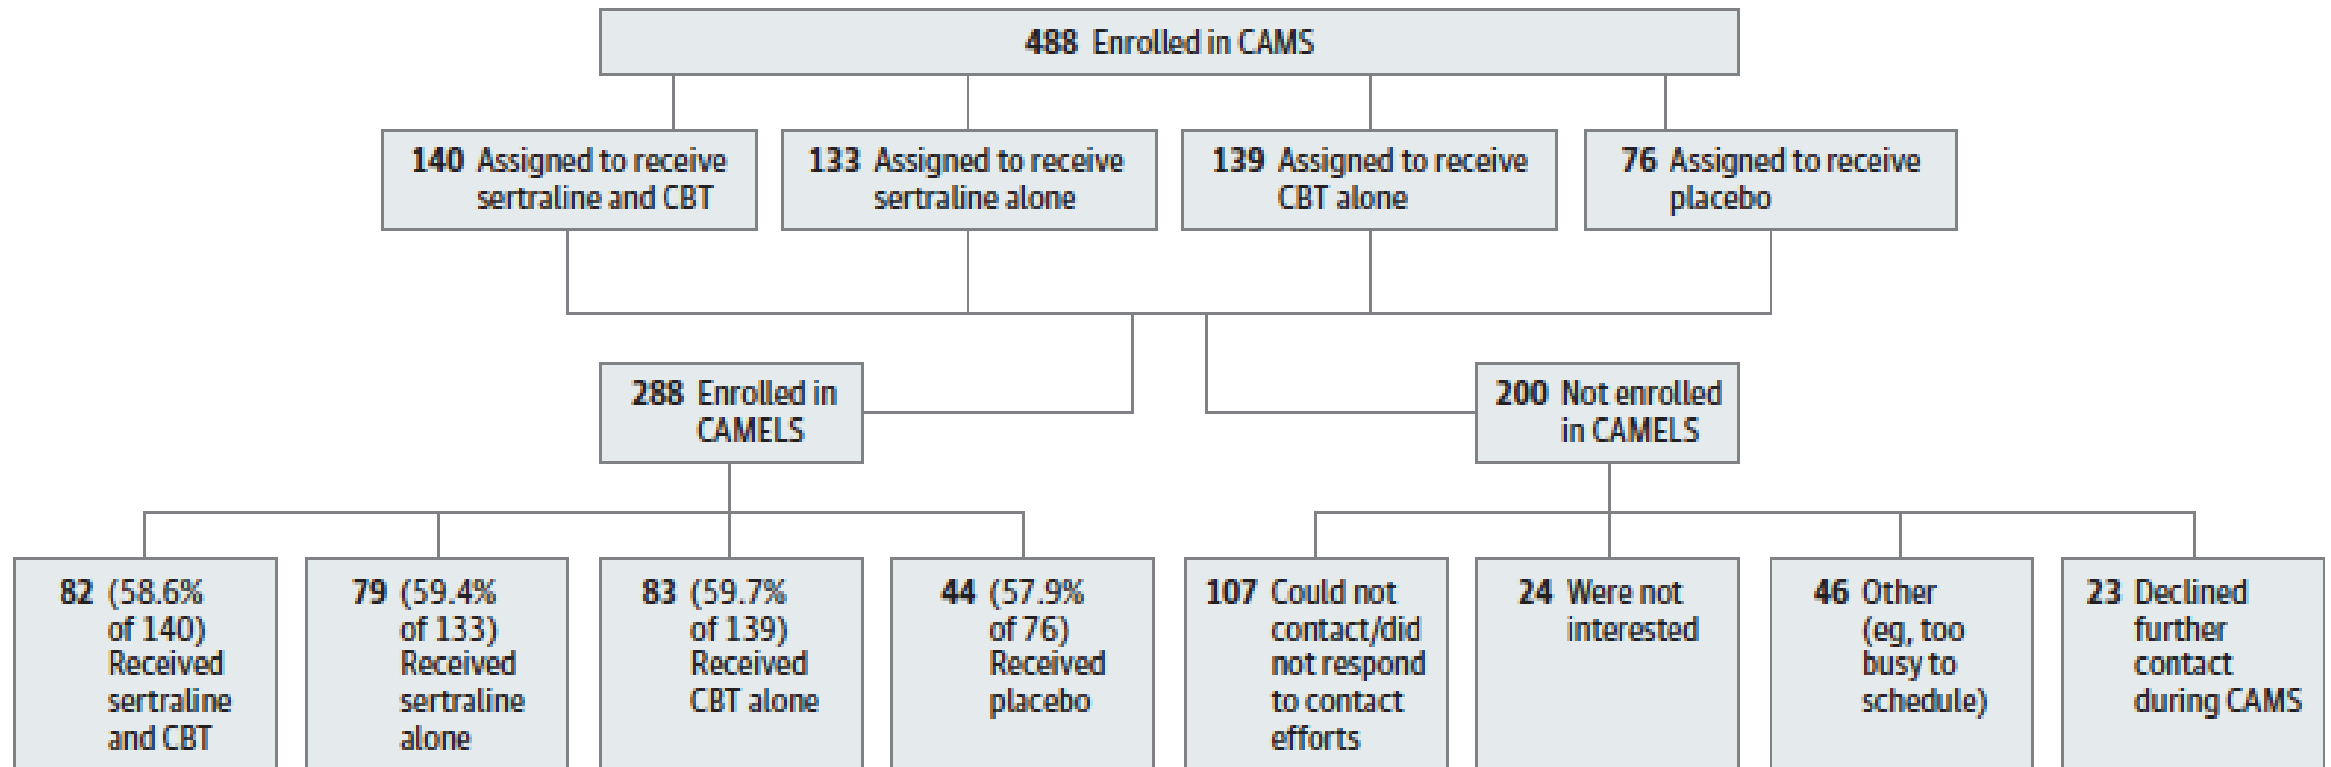 488 Enrolled in CAMS
140 Assigned to receive
sertraline and CBT
133 Assigned to receive
sertraline alone
139 Assigned to receive
CBT alone
76 Assigned to receive
placebo
288 Enrolled in
CAMELS
200 Not enrolled
in CAMELS
82 (58.6%
of 140)
Received
sertraline
and CBT
79 (59.4%
of 133)
Received
sertraline
alone
83 (59.7%
of 139)
Received
CBT alone
44 (57.9%
of 76)
Received
placebo
107 Could not
contact/did
not respond
to contact
efforts
24 Were not
interested
46 Other
(eg, too
busy to
schedule)
23 Declined
further
contact
during CAMS